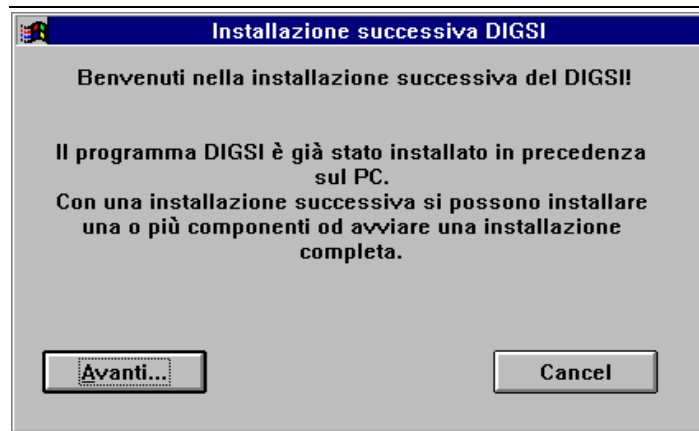 Installazione successiva DIGSI
Benvenuti nella installazione successiva del DIGSI!
Il programma DIGSI è già stato installato in precedenza
sul PC.
Con una installazione successiva si possono installare
una o più componenti od avviare una installazione
completa.
Avanti...
Cancel